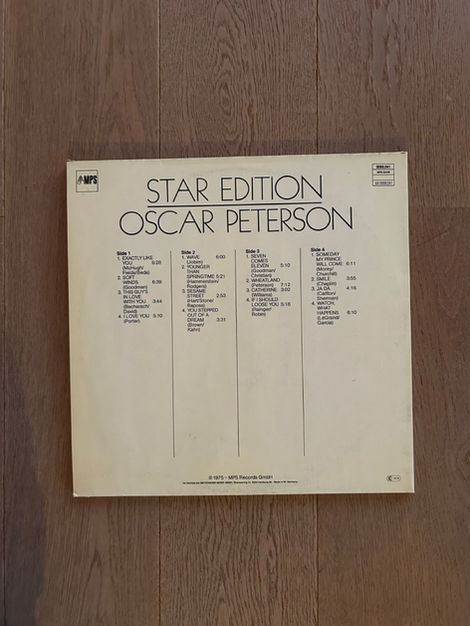 MPS
STAR EDITION
OSCAR PETERSON
Side 1
1. EXACTLY LIKE
YOU 6:28
2. SOFT
WINDS 6:39
(Goodman)
3. THIS GUY'S
IN LOVE
WITH YOU 3:44
(Bacharach/
David)
4. I LOVE YOU 5:10
(Porter)
Side 2
1. WAVE 6:00
(Jobim)
2. YOUNGER
THAN
SPRINGTIME 5:21
(Hammerstein/
Rodgers)
3. SESAME
STREET 2:53
(Hart/Stone/
Raposo)
4. YOU STEPPED
OUT OF A
DREAM 3:31
(Brown/
Kahn)
Side 3
1. SEVEN
COMES
ELEVEN 5:10
(Goodman/
Christian)
2. WHEATLAND
(Peterson) 7:12
3. CATHERINE 3:02
(Williams)
4. IF I SHOULD
LOSE YOU 5:16
(Rainger/
Robin)
Side 4
1. SOMEDAY
MY PRINCE
WILL COME 6:11
(Morey/
Churchill)
2. SMILE 3:55
(Chaplin)
3. JA DA 4:16
(Carlton/
Sherman)
4. WATCH,
WHAT
HAPPENS 6:10
(LeGrand/
Garcia)
℗ 1975 - MPS Records GmbH